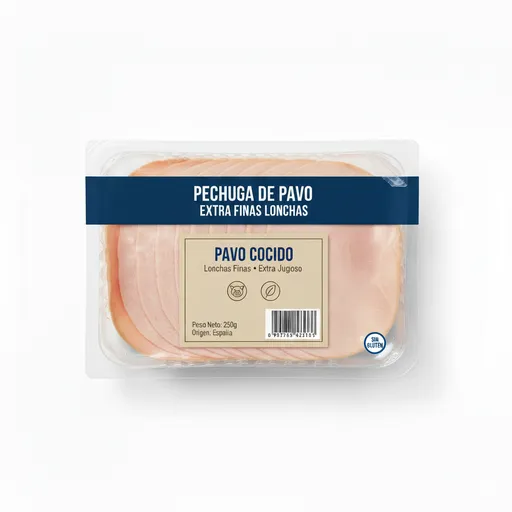 PECHUGA DE PAVO
EXTRA FINAS LONCHAS
PAVO COCIDO
Lonchas Finas • Extra Jugoso
Peso Neto: 250g
Origen: España
SIN
GLUTEN